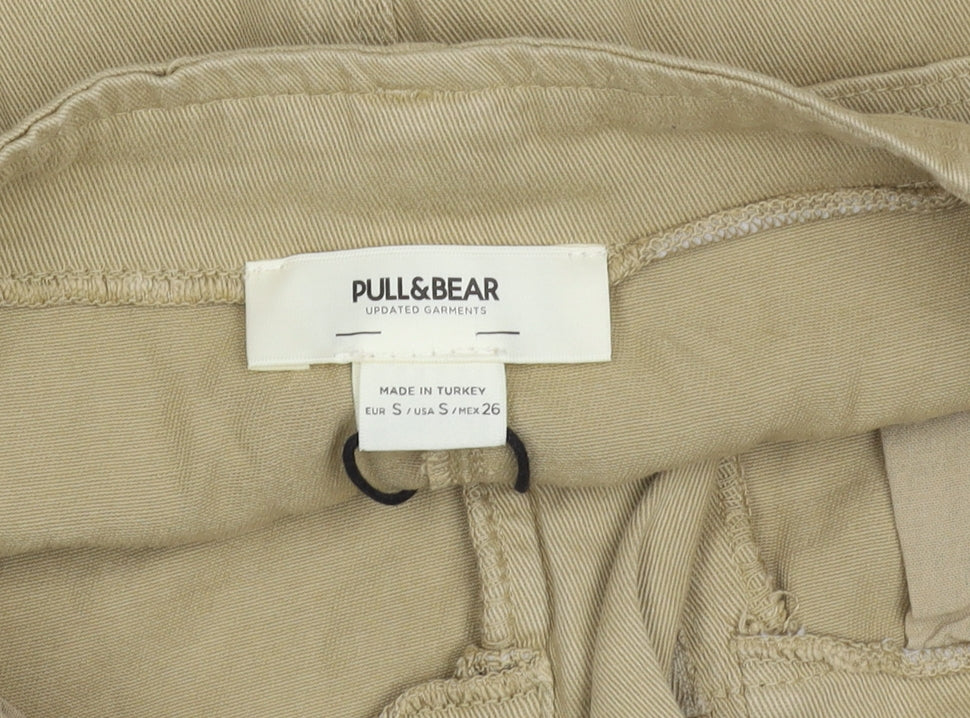 PULL&BEAR
UPDATED GARMENTS
MADE IN TURKEY
EUR S / USA S / MEX 26